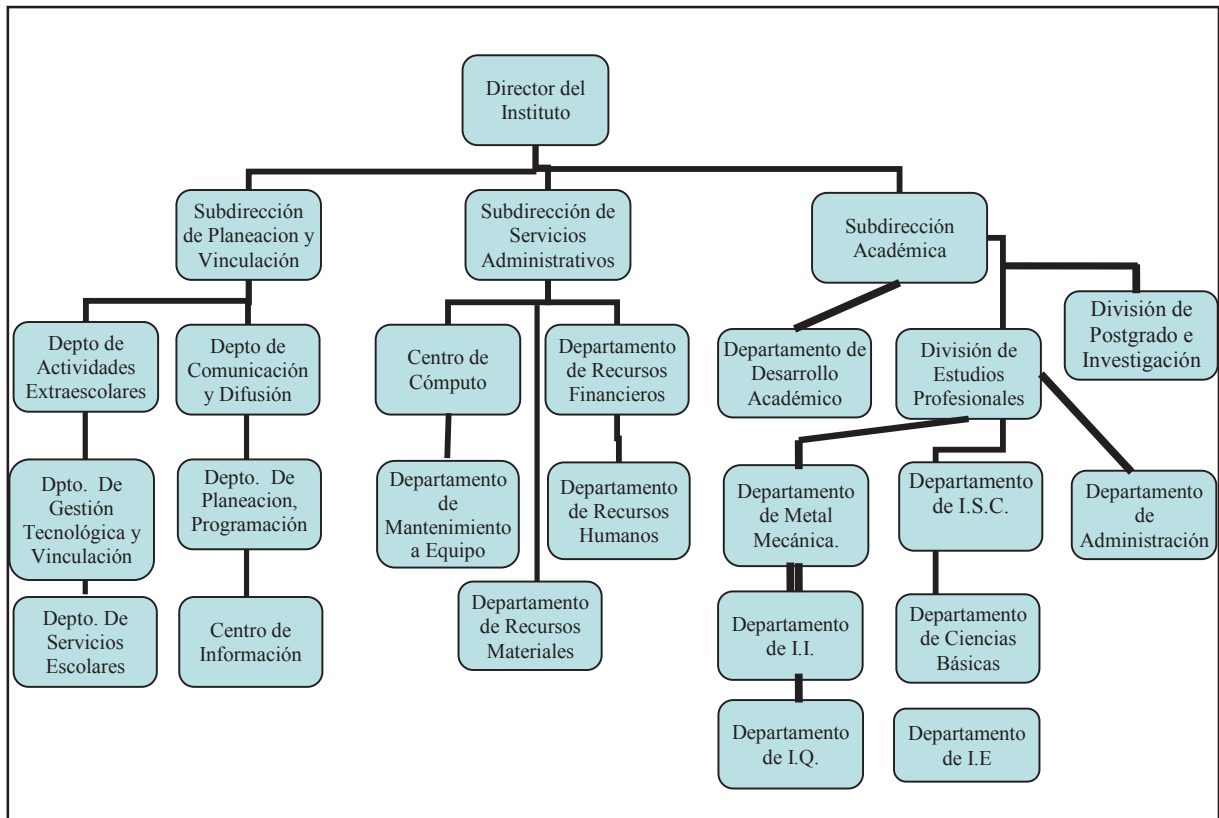 Director del
Instituto
Subdirección
de Planeacion y
Vinculación
Subdirección de
Servicios
Administrativos
Subdirección
Académica
Depto de
Actividades
Extraescolares
Depto de
Comunicación
y Difusión
Centro de
Cómputo
Departamento
de Recursos
Financieros
Departamento de
Desarrollo
Académico
División de
Estudios
Profesionales
División de
Postgrado e
Investigación
Dpto. De
Gestión
Tecnológica y
Vinculación
Depto. De
Planeacion,
Programación
Departamento
de
Mantenimiento
a Equipo
Departamento
de Recursos
Humanos
Departamento
de Metal
Mecánica.
Departamento
de I.S.C.
Departamento
de
Administración
Depto. De
Servicios
Escolares
Centro de
Información
Departamento
de Recursos
Materiales
Departamento
de I.I.
Departamento
de Ciencias
Básicas
Departamento
de I.Q.
Departamento
de I.E